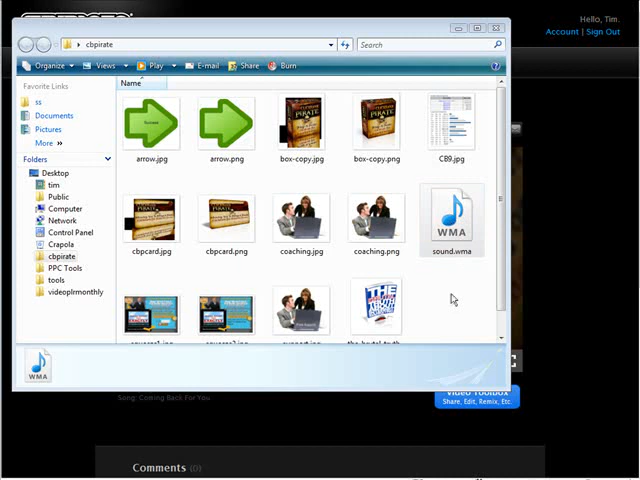 Hello, Tim.
Account | Sign Out
cbpirate
Search
Organize
Views
Play
E-mail
Share
Burn
Favorite Links
ss
Documents
Pictures
More »
Folders
Desktop
tim
Public
Computer
Network
Control Panel
Crapola
cbpirate
PPC Tools
tools
videoplrmonthly
Name
arrow.jpg
arrow.png
box-copy.jpg
box-copy.png
CB9.jpg
cbpcard.jpg
cbpcard.png
coaching.jpg
coaching.png
WMA
sound.wma
WMA
Song: Coming Back For You
Video Toolbox
Share, Edit, Remix, Etc.
Comments (0)